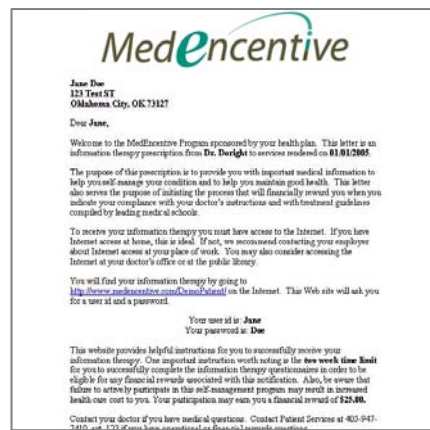 MedEncentive
Jane Doe
123 Test ST
Oklahoma City, OK 73127
Dear Jane,
Welcome to the MedEncentive Program sponsored by your health plan. This letter is an
information therapy prescription from Dr. Doright to services rendered on 01/01/2005.
The purpose of this prescription is to provide you with important medical information to
help you self-manage your condition and to help you maintain good health. This letter
also serves the purpose of initiating the process that will financially reward you when you
indicate your compliance with your doctor's instructions and with treatment guidelines
compiled by leading medical schools.
To receive your information therapy you must have access to the Internet. If you have
Internet access at home, this is ideal. If not, we recommend contacting your employer
about Internet access at your place of work. You may also consider accessing the
Internet at your doctor's office or at the public library.
You will find your information therapy by going to
http://www.medencentive.com/DemoPatient/ on the Internet. This Web site will ask you
for a user id and a password.
Your user id is: Jane
Your password is: Doe
This website provides helpful instructions for you to successfully receive your
information therapy. One important instruction worth noting is the two week time limit
for you to successfully complete the information therapy questionnaires in order to be
eligible for any financial rewards associated with this notification. Also, be aware that
failure to actively participate in this self-management program may result in increased
health care cost to you. Your participation may earn you a financial reward of $25.00.
Contact your doctor if you have medical questions. Contact Patient Services at 405-947-